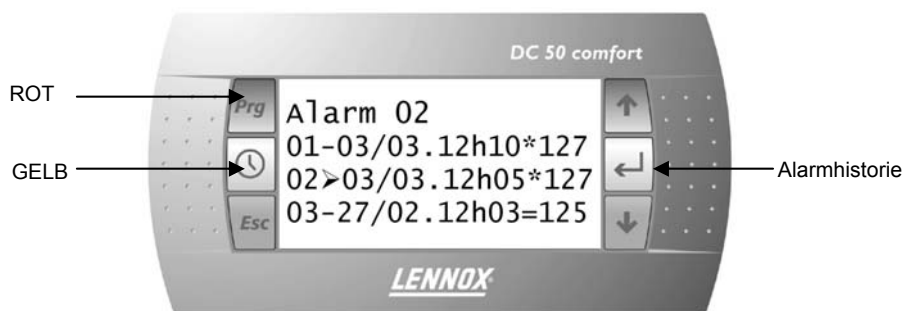 DC 50 comfort
ROT
Prg
Alarm 02
01-03/03.12h10*127
GELB
02➤03/03.12h05*127
Alarmhistorie
Esc
03-27/02.12h03=125
LENNOX